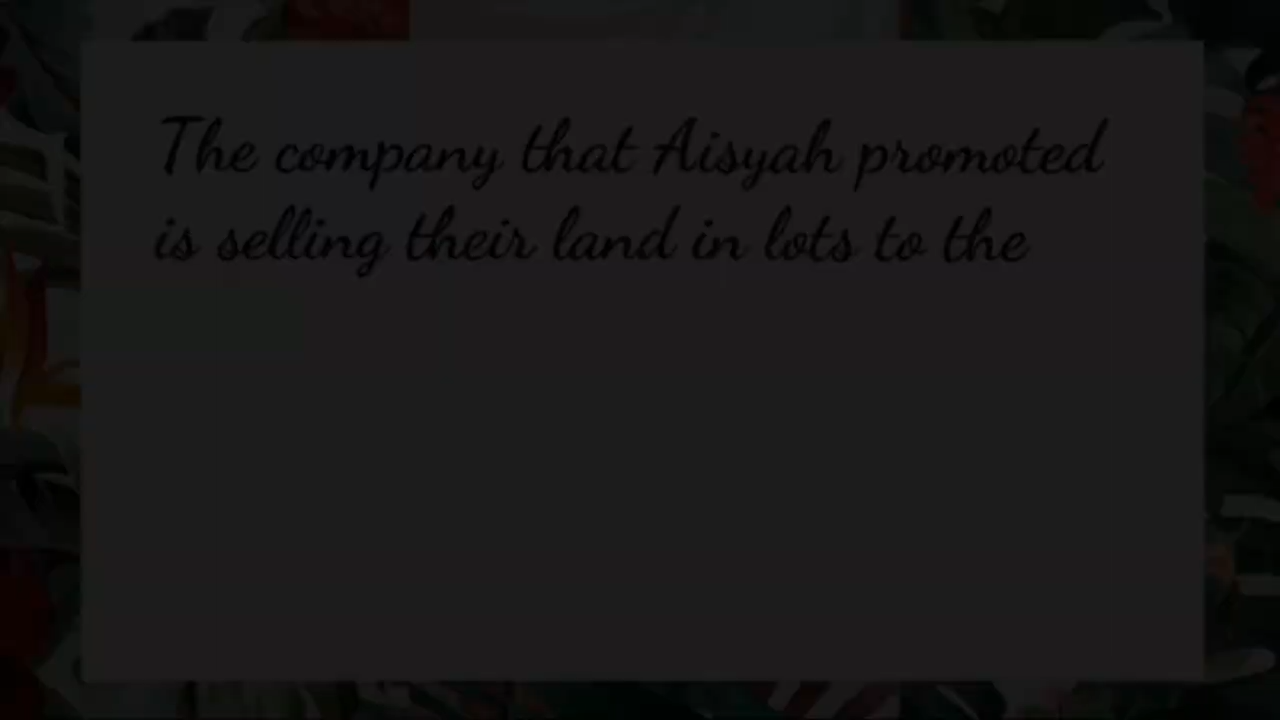 The company that Aisyah promoted
is selling their land in lots to the